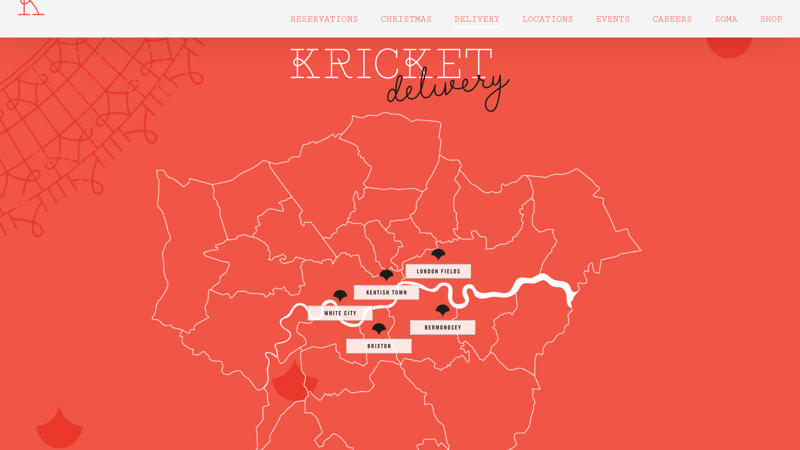 RESERVATIONS CHRISTMAS DELIVERY LOCATIONS EVENTS CAREERS SOMA SHOP
KRICKET
delivery
LONDON FIELDS
KENTISH TOWN
WHITE CITY
BERMONDSEY
BRIXTON